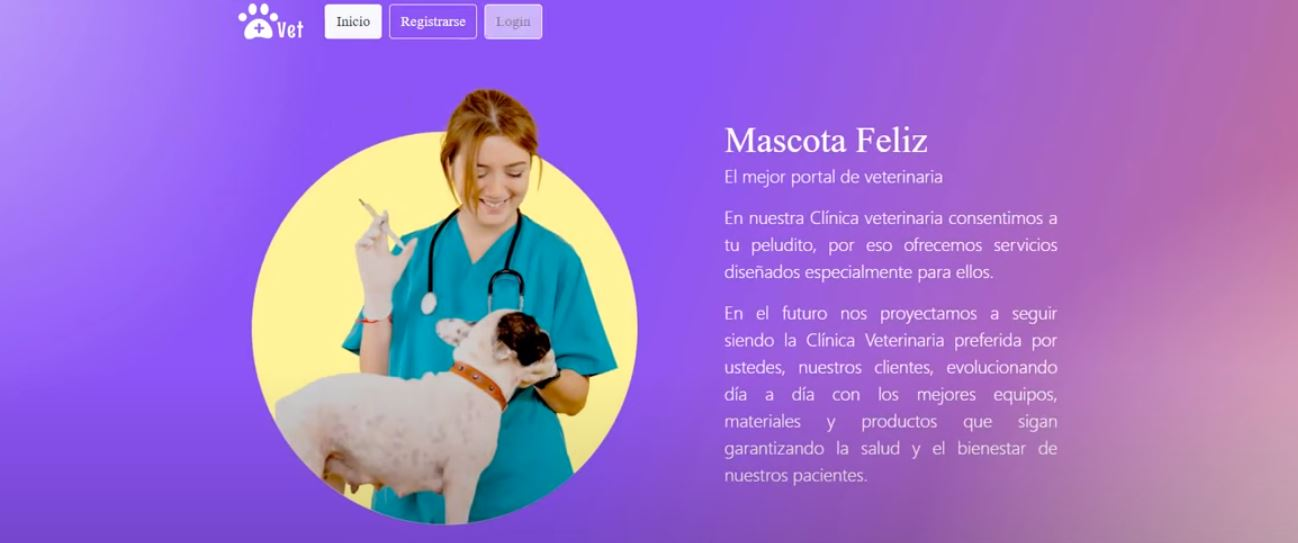 Vet
Inicio
Registrarse
Login
Mascota Feliz
El mejor portal de veterinaria
En nuestra Clínica veterinaria consentimos a
tu peludito, por eso ofrecemos servicios
diseñados especialmente para ellos.
En el futuro nos proyectamos a seguir
siendo la Clínica Veterinaria preferida por
ustedes, nuestros clientes, evolucionando
día a día con los mejores equipos,
materiales y productos que sigan
garantizando la salud y el bienestar de
nuestros pacientes.